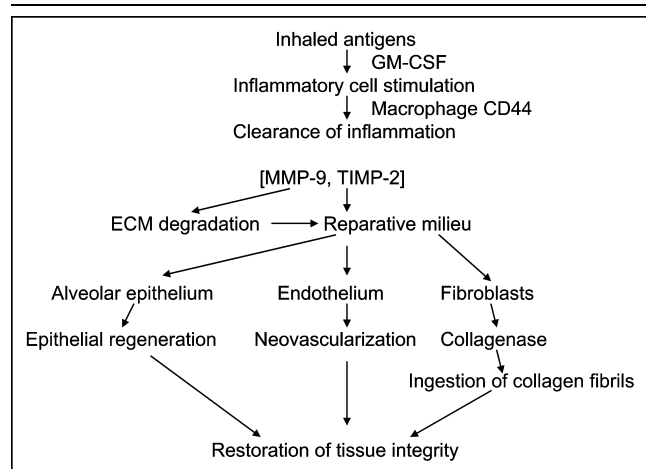 Inhaled antigens
GM-CSF
Inflammatory cell stimulation
Macrophage CD44
Clearance of inflammation
[MMP-9, TIMP-2]
ECM degradation
Reparative milieu
Alveolar epithelium
Endothelium
Fibroblasts
Epithelial regeneration
Neovascularization
Collagenase
Ingestion of collagen fibrils
Restoration of tissue integrity